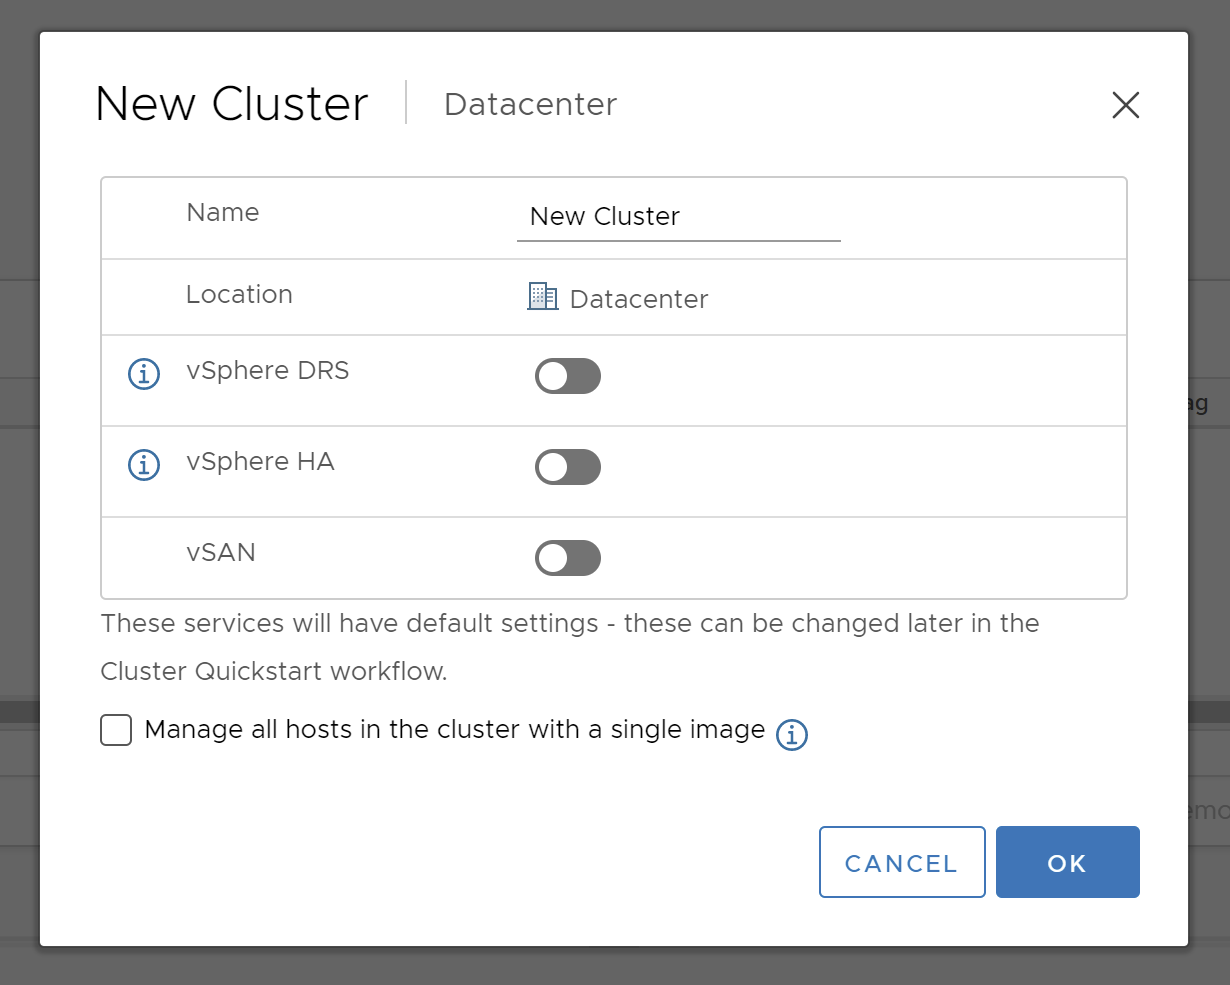 New Cluster
Datacenter
Name
New Cluster
Location
Datacenter
vSphere DRS
vSphere HA
vSAN
These services will have default settings - these can be changed later in the
Cluster Quickstart workflow.
Manage all hosts in the cluster with a single image
CANCEL
OK
ag
emo